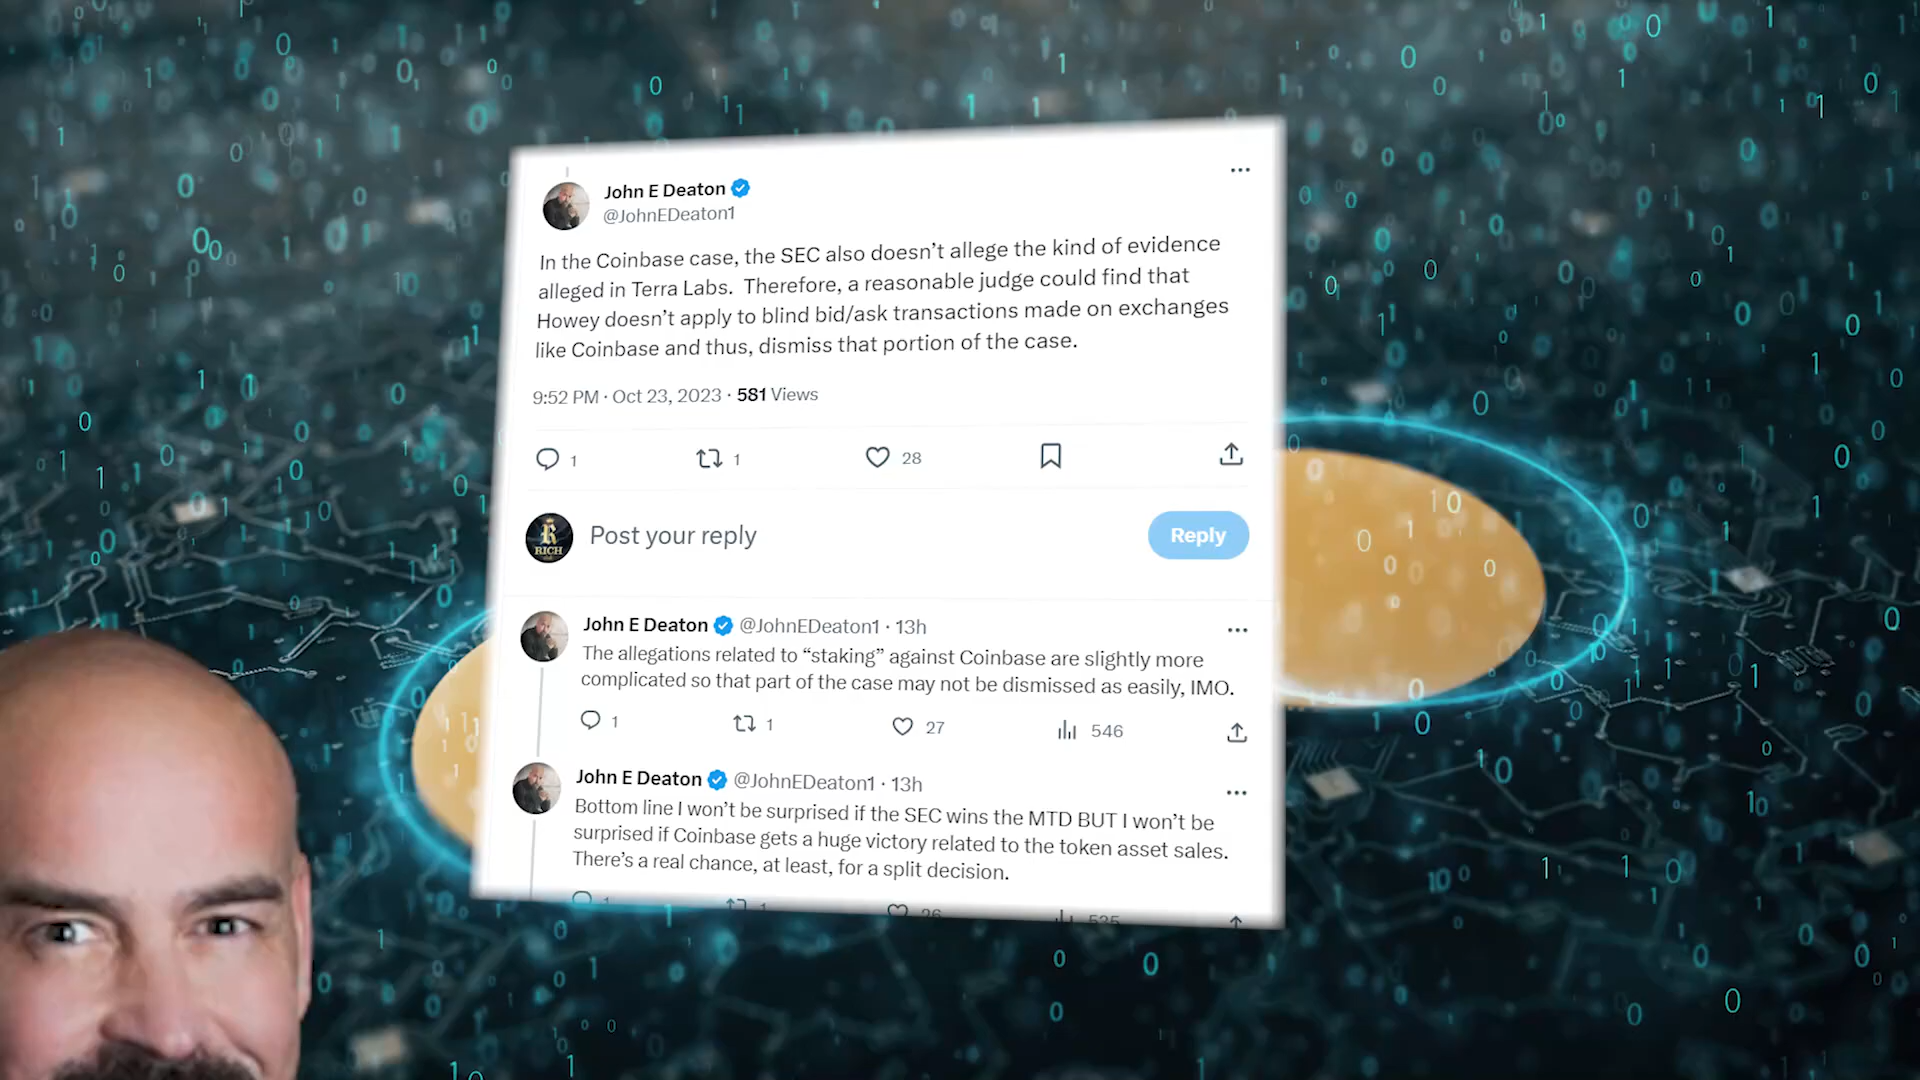 John E Deaton
@JohnEDeaton1
In the Coinbase case, the SEC also doesn’t allege the kind of evidence
alleged in Terra Labs.  Therefore, a reasonable judge could find that
Howey doesn’t apply to blind bid/ask transactions made on exchanges
like Coinbase and thus, dismiss that portion of the case.
9:52 PM · Oct 23, 2023 · 581 Views
1 1 28
R
RICH
Post your reply
Reply
John E Deaton @JohnEDeaton1 · 13h
The allegations related to “staking” against Coinbase are slightly more
complicated so that part of the case may not be dismissed as easily, IMO.
1 1 27 546
John E Deaton @JohnEDeaton1 · 13h
Bottom line I won’t be surprised if the SEC wins the MTD BUT I won’t be
surprised if Coinbase gets a huge victory related to the token asset sales.
There’s a real chance, at least, for a split decision.
1 1 26 535